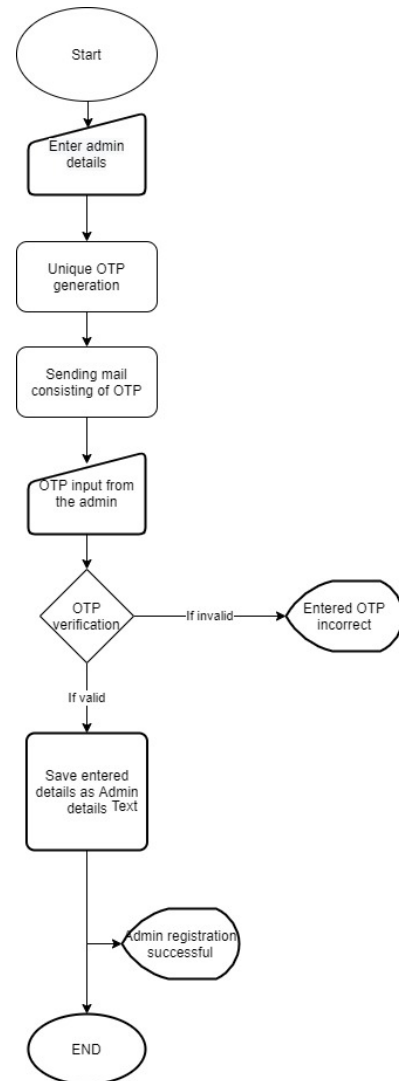 Start
Enter admin
details
Unique OTP
generation
Sending mail
consisting of OTP
OTP input from
the admin
OTP
verification
If invalid
Entered OTP
incorrect
If valid
Save entered
details as Admin
details Text
Admin registration
successful
END